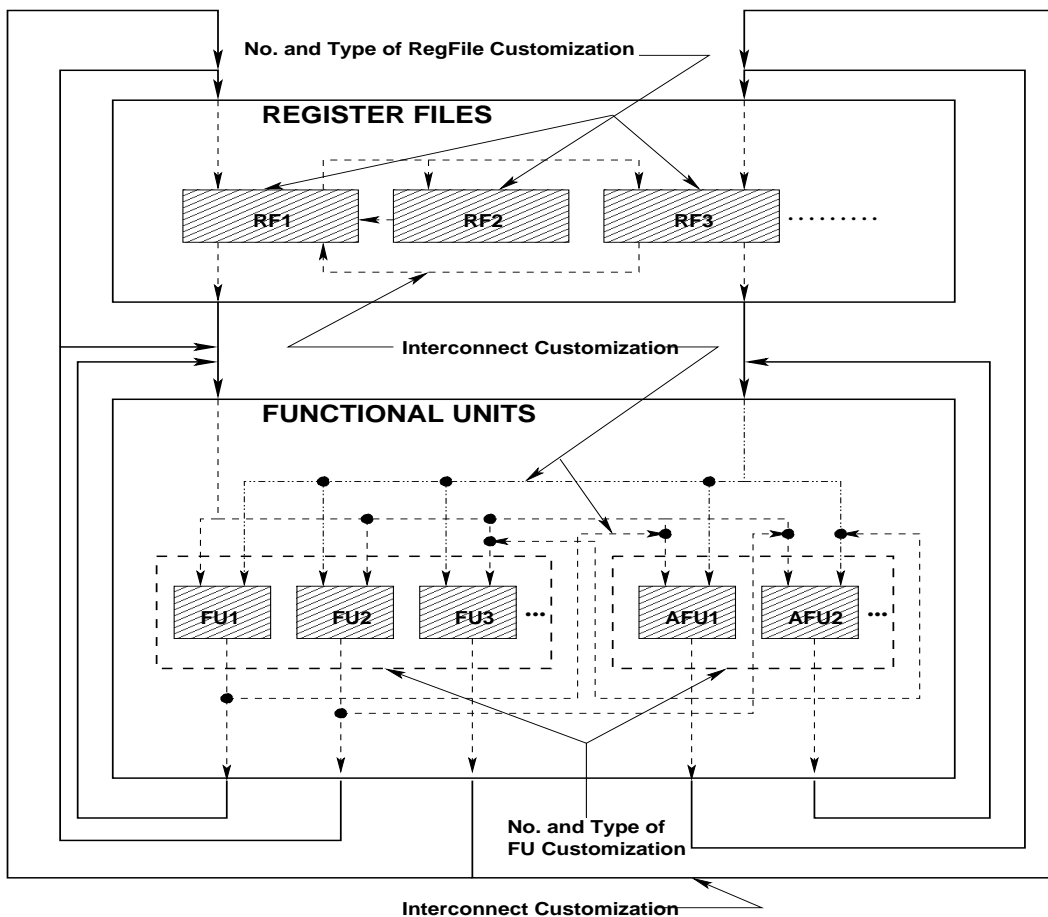 No. and Type of RegFile Customization
REGISTER FILES
RF1
RF2
RF3
Interconnect Customization
FUNCTIONAL UNITS
FU1
FU2
FU3
AFU1
AFU2
No. and Type of
FU Customization
Interconnect Customization